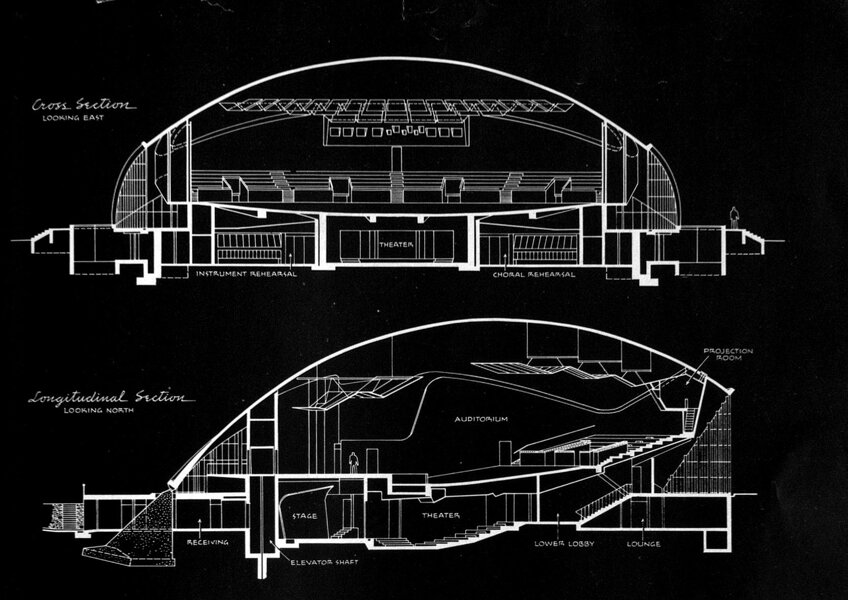 Cross Section
LOOKING EAST
THEATER
INSTRUMENT REHEARSAL
CHORAL REHEARSAL
PROJECTION
ROOM
Longitudinal Section
LOOKING NORTH
AUDITORIUM
STAGE
THEATER
RECEIVING
LOWER LOBBY
LOUNGE
ELEVATOR SHAFT